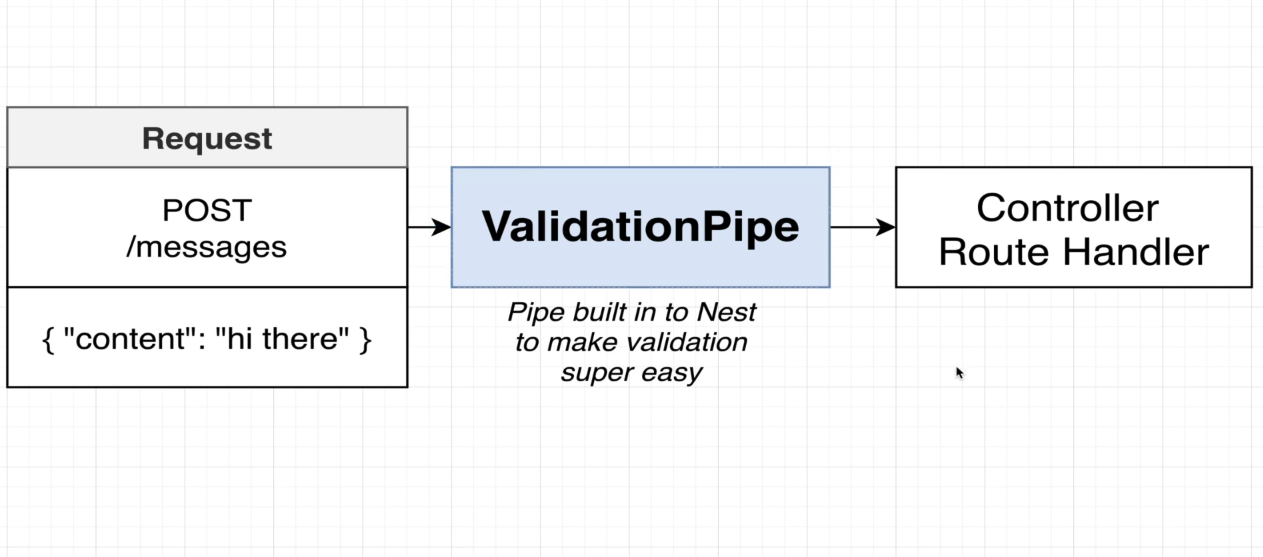 Request
POST
/messages
{ "content": "hi there" }
ValidationPipe
Pipe built in to Nest
to make validation
super easy
Controller
Route Handler